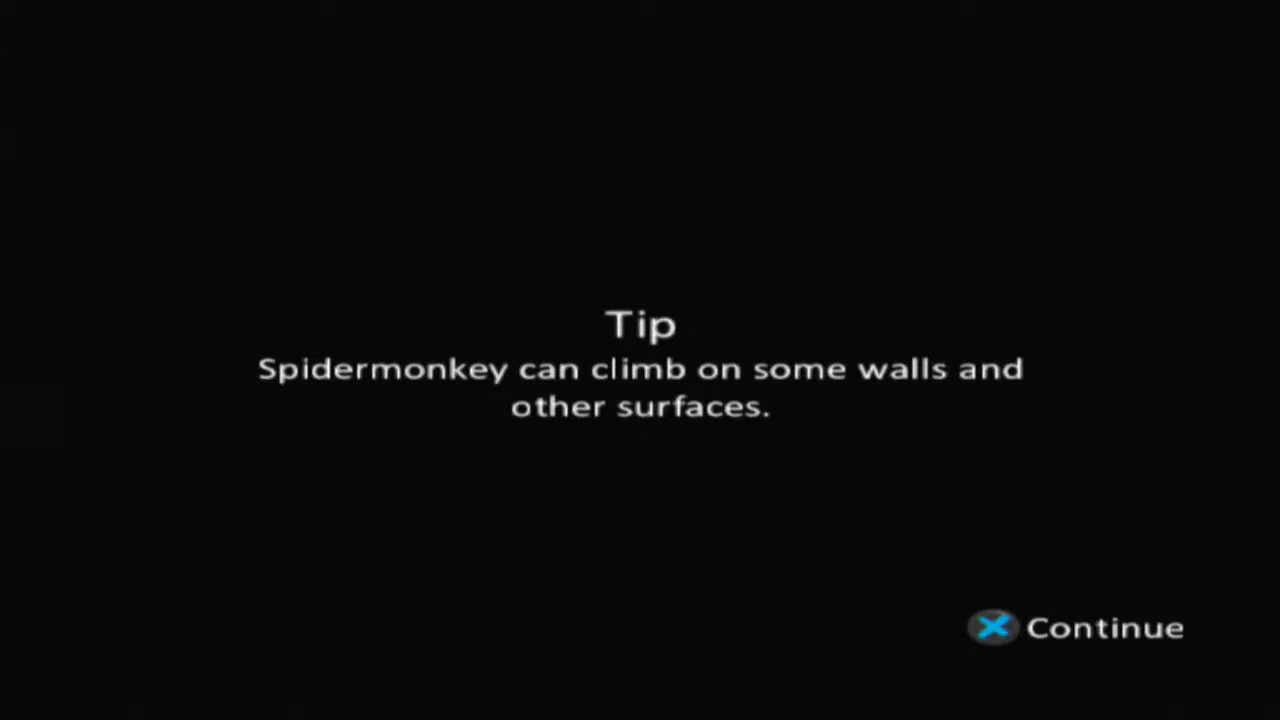 Tip
Spidermonkey can climb on some walls and
other surfaces.
Continue